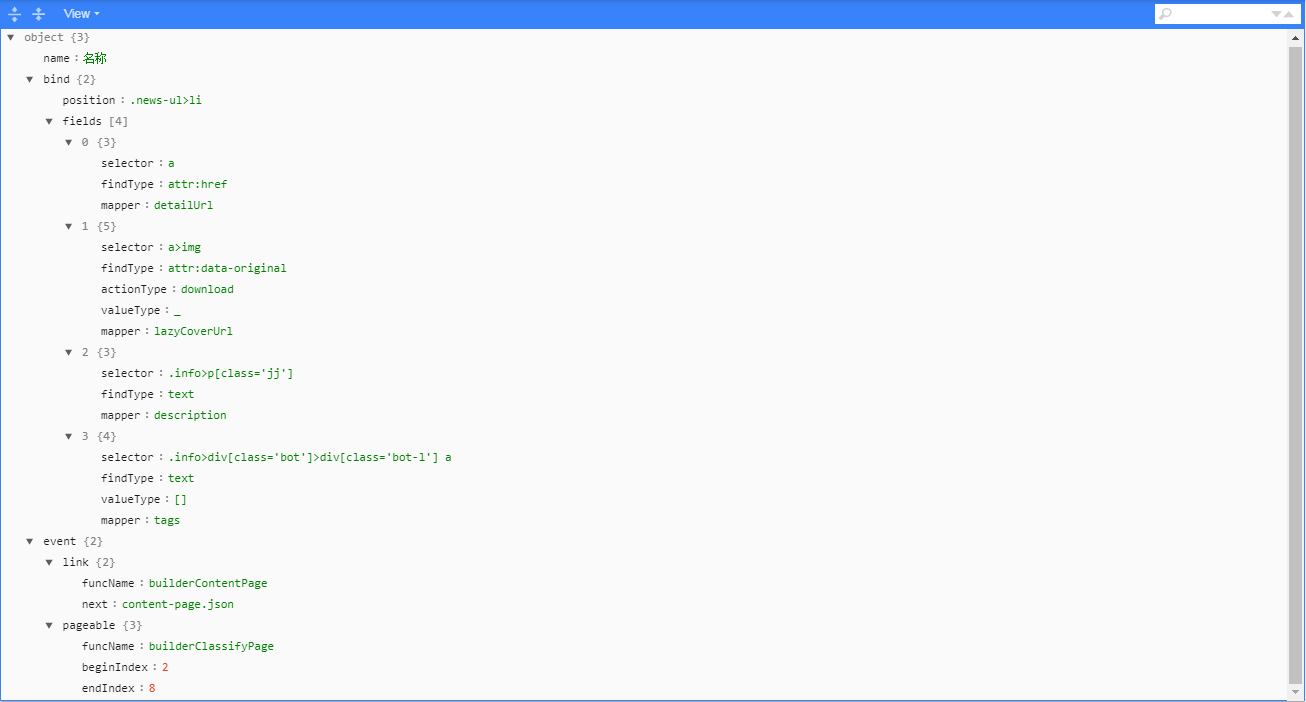 View
object {3}
name : 名称
bind {2}
position : .news-ul>li
fields [4]
0 {3}
selector : a
findType : attr:href
mapper : detailUrl
1 {5}
selector : a>img
findType : attr:data-original
actionType : download
valueType : _
mapper : lazyCoverUrl
2 {3}
selector : .info>p[class='jj']
findType : text
mapper : description
3 {4}
selector : .info>div[class='bot']>div[class='bot-l'] a
findType : text
valueType : []
mapper : tags
event {2}
link {2}
funcName : builderContentPage
next : content-page.json
pageable {3}
funcName : builderClassifyPage
beginIndex : 2
endIndex : 8